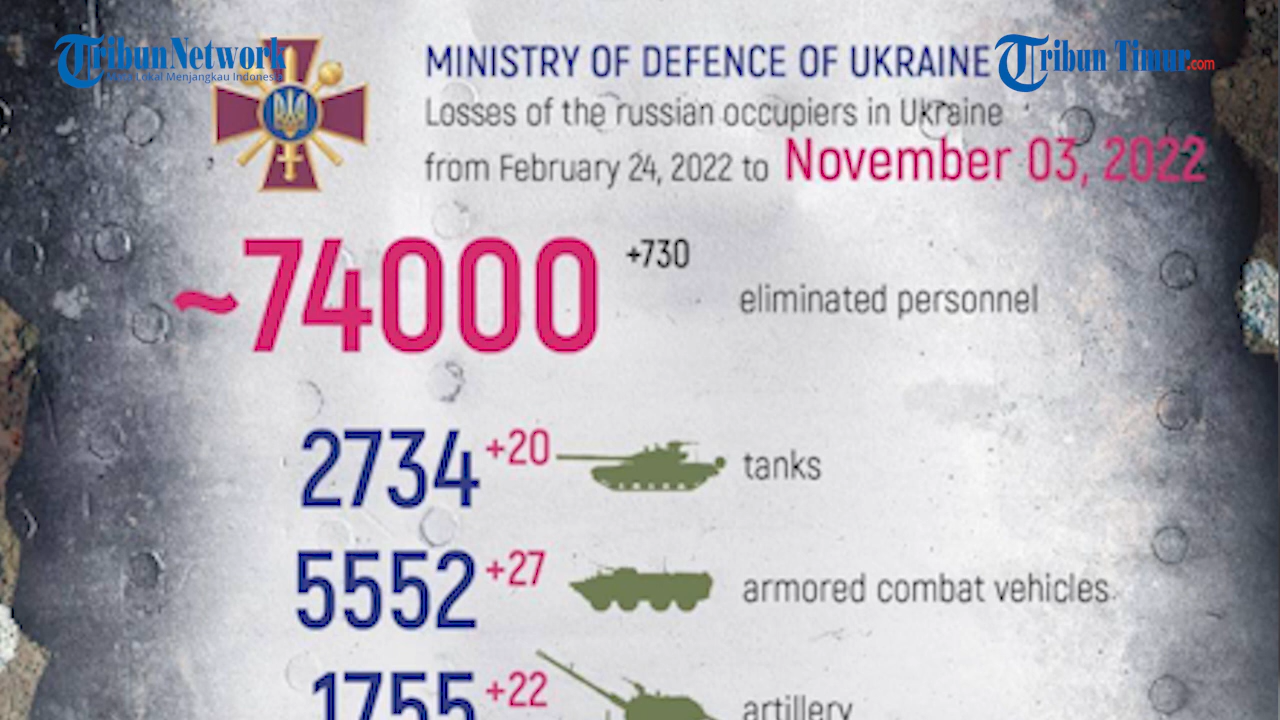 TribunNetwork
Mata Lokal Menjangkau Indonesia
Tribun Timur.com
MINISTRY OF DEFENCE OF UKRAINE
Losses of the russian occupiers in Ukraine
from February 24, 2022 to November 03, 2022
~74000 +730 eliminated personnel
2734 +20 tanks
5552 +27 armored combat vehicles
1755 +22 artillery